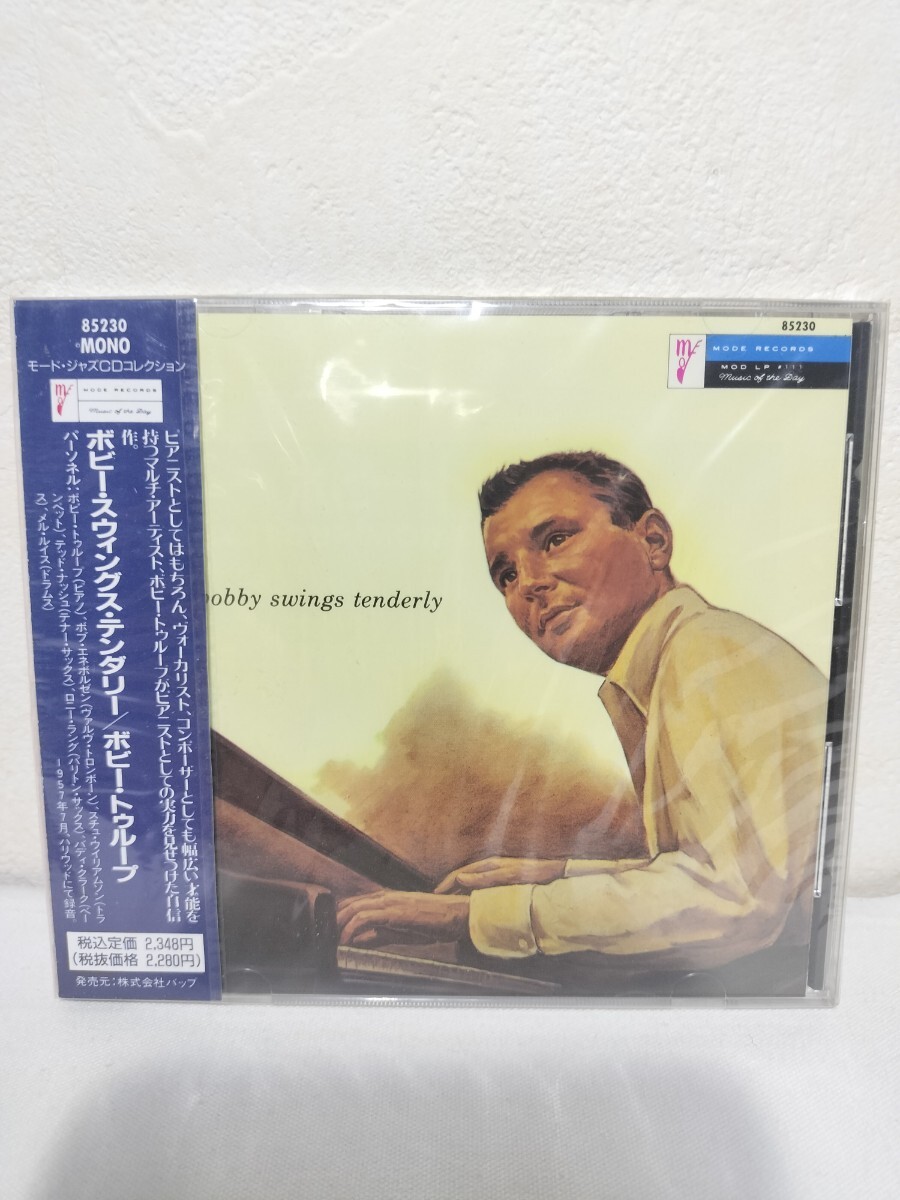 85230
MONO
モード・ジャズCDコレクション
MODE RECORDS
Music of the Day
ピアニストとしてはもちろん、ヴォーカリスト、コンポーザーとしても幅広い才能を
持つマルチ・アーティスト、ボビー・トゥループがピアニストとしての実力を見せつけた自信
作。
ボビー・スウィングス・テンダリー/ボビー・トゥループ
パーソネル:ボビー・トゥループ(ピアノ)、ボブ・エネボルゼン(ヴァルヴ・トロンボーン)、スチュ・ウイリアムソン(トラ
ンペット)、テッド・ナッシュ(テナー・サックス)、ロニー・ラング(バリトン・サックス)、バディ・クラーク(ベー
ス)、メル・ルイス(ドラムス)
1957年7月、ハリウッドにて録音。
税込定価 2,348円
(税抜価格 2,280円)
発売元:株式会社バップ
85230
MODE RECORDS
MOD LP #111
Music of the Day
bobby swings tenderly